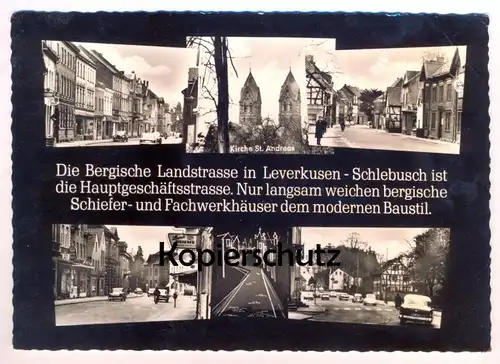 Kirche St. Andreas
Die Bergische Landstrasse in Leverkusen - Schlebusch ist
die Hauptgeschäftsstrasse. Nur langsam weichen bergische
Schiefer- und Fachwerkhäuser dem modernen Baustil.
Kopierschutz